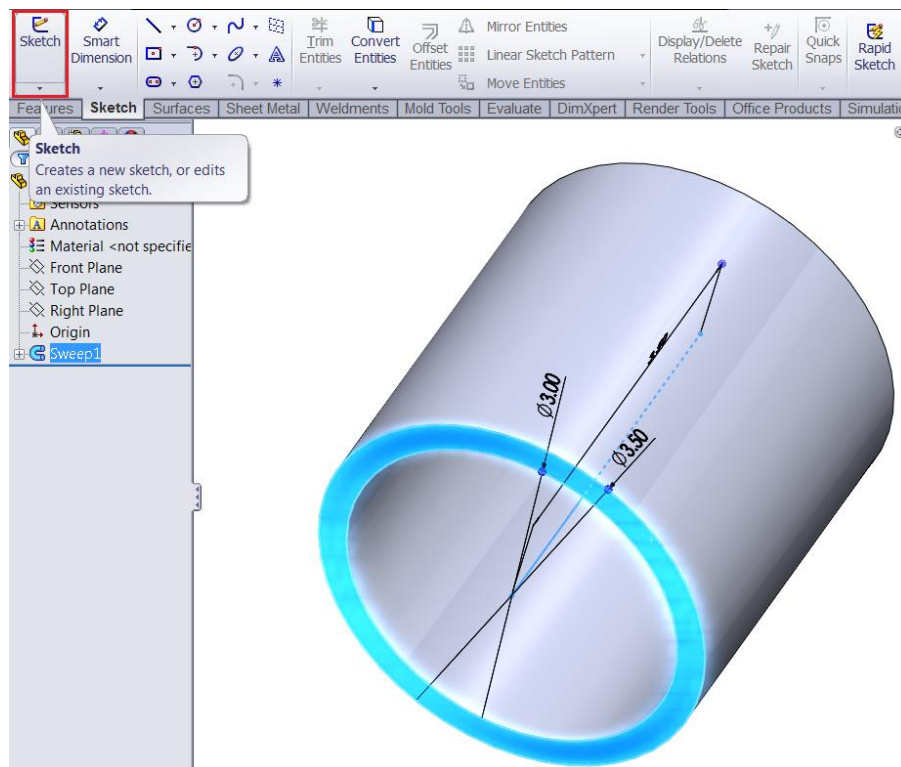 Sketch
Smart
Dimension
Trim
Entities
Convert
Entities
Offset
Entities
Mirror Entities
Linear Sketch Pattern
Move Entities
Display/Delete
Relations
Repair
Sketch
Quick
Snaps
Rapid
Sketch
Features Sketch Surfaces Sheet Metal Weldments Mold Tools Evaluate DimXpert Render Tools Office Products Simulati
Sketch
Creates a new sketch, or edits
an existing sketch.
Sensors
A Annotations
Material <not specifie
Front Plane
Top Plane
Right Plane
Origin
Sweep1
Ø3.00
Ø3.50